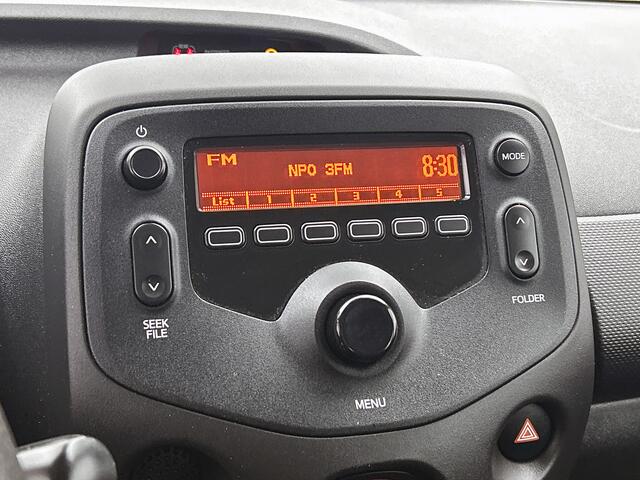 FM
NPO 3FM
8:30
List 1 2 3 4 5
MODE
SEEK
FILE
FOLDER
MENU